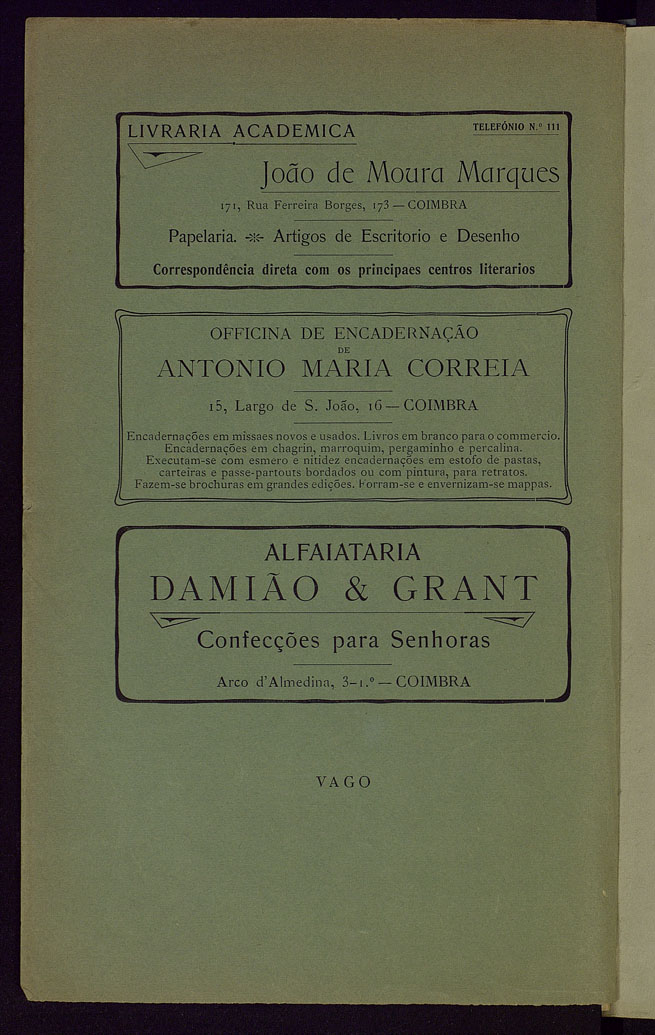 LIVRARIA ACADEMICA
TELEFÓNIO N.º 111
João de Moura Marques
171, Rua Ferreira Borges, 173 — COIMBRA
Papelaria. -※- Artigos de Escritorio e Desenho
Correspondência direta com os principaes centros literarios
OFFICINA DE ENCADERNAÇÃO
DE
ANTONIO MARIA CORREIA
15, Largo de S. João, 16 — COIMBRA
Encadernações em missaes novos e usados. Livros em branco para o commercio.
Encadernações em chagrin, marroquim, pergaminho e percalina.
Executam-se com esmero e nitidez encadernações em estofo de pastas,
carteiras e passe-partouts bordados ou com pintura, para retratos.
Fazem-se brochuras em grandes edições. Forram-se e envernizam-se mappas.
ALFAIATARIA
DAMIÃO & GRANT
Confecções para Senhoras
Arco d'Almedina, 3-1.º — COIMBRA
VAGO